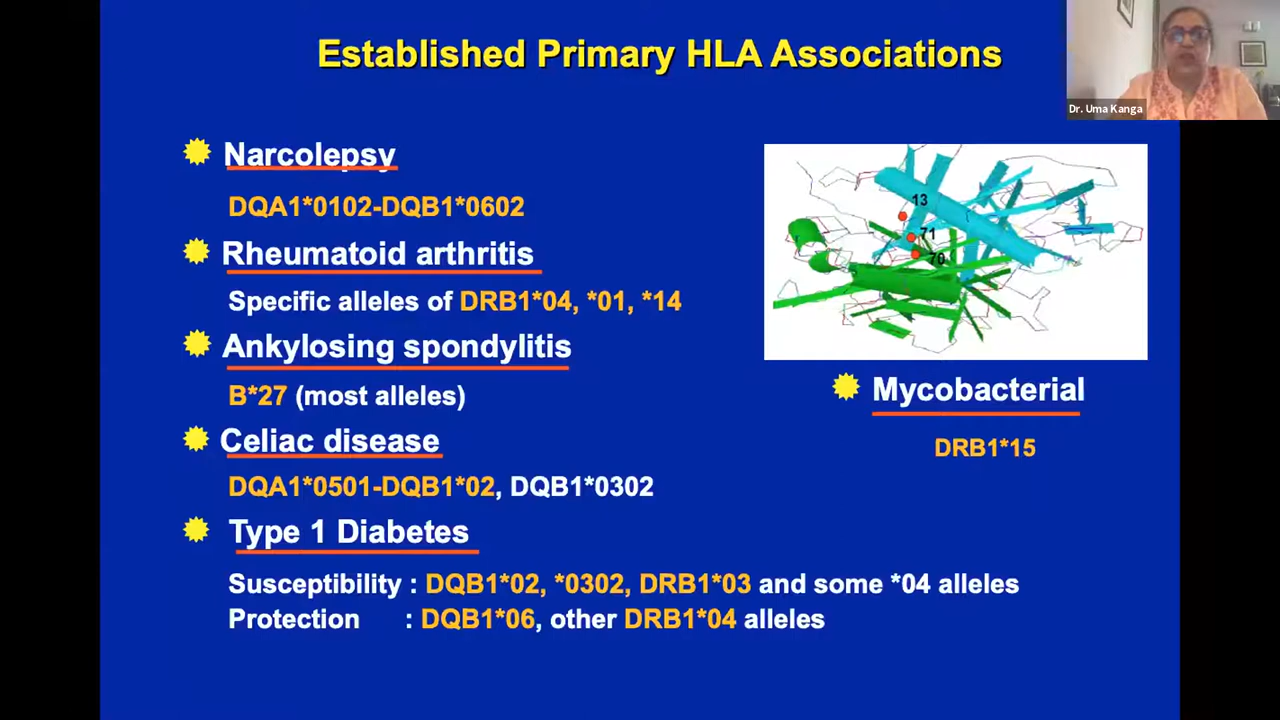 Established Primary HLA Associations
Dr. Uma Kanga
Narcolepsy
DQA1*0102-DQB1*0602
Rheumatoid arthritis
Specific alleles of DRB1*04, *01, *14
Ankylosing spondylitis
B*27 (most alleles)
Celiac disease
DQA1*0501-DQB1*02, DQB1*0302
Type 1 Diabetes
Susceptibility : DQB1*02, *0302, DRB1*03 and some *04 alleles
Protection : DQB1*06, other DRB1*04 alleles
13
71
70
Mycobacterial
DRB1*15